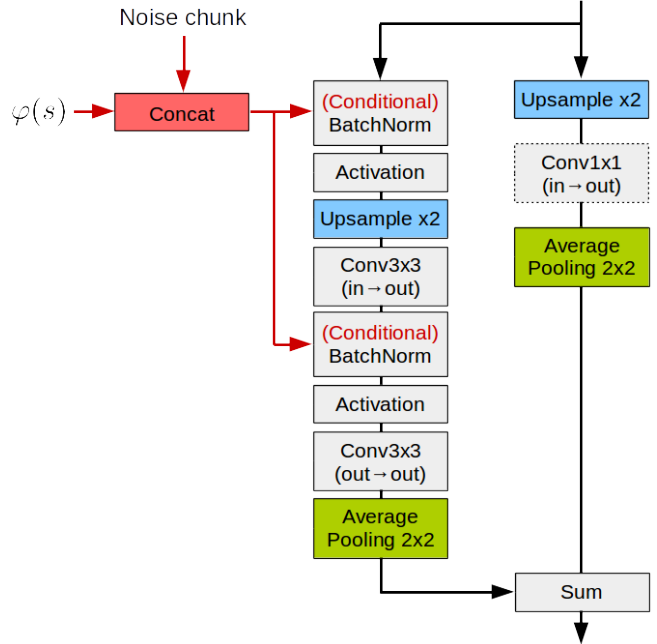 Noise chunk
φ(s)
Concat
(Conditional)
BatchNorm
Activation
Upsample x2
Conv3x3
(in→out)
(Conditional)
BatchNorm
Activation
Conv3x3
(out→out)
Average
Pooling 2x2
Upsample x2
Conv1x1
(in→out)
Average
Pooling 2x2
Sum